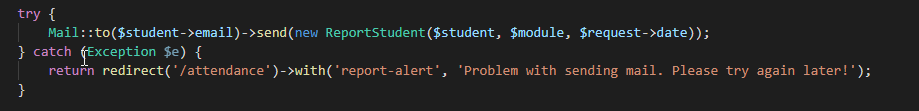 try {
Mail::to($student->email)->send(new ReportStudent($student, $module, $request->date));
} catch (Exception $e) {
return redirect('/attendance')->with('report-alert', 'Problem with sending mail. Please try again later!');
}